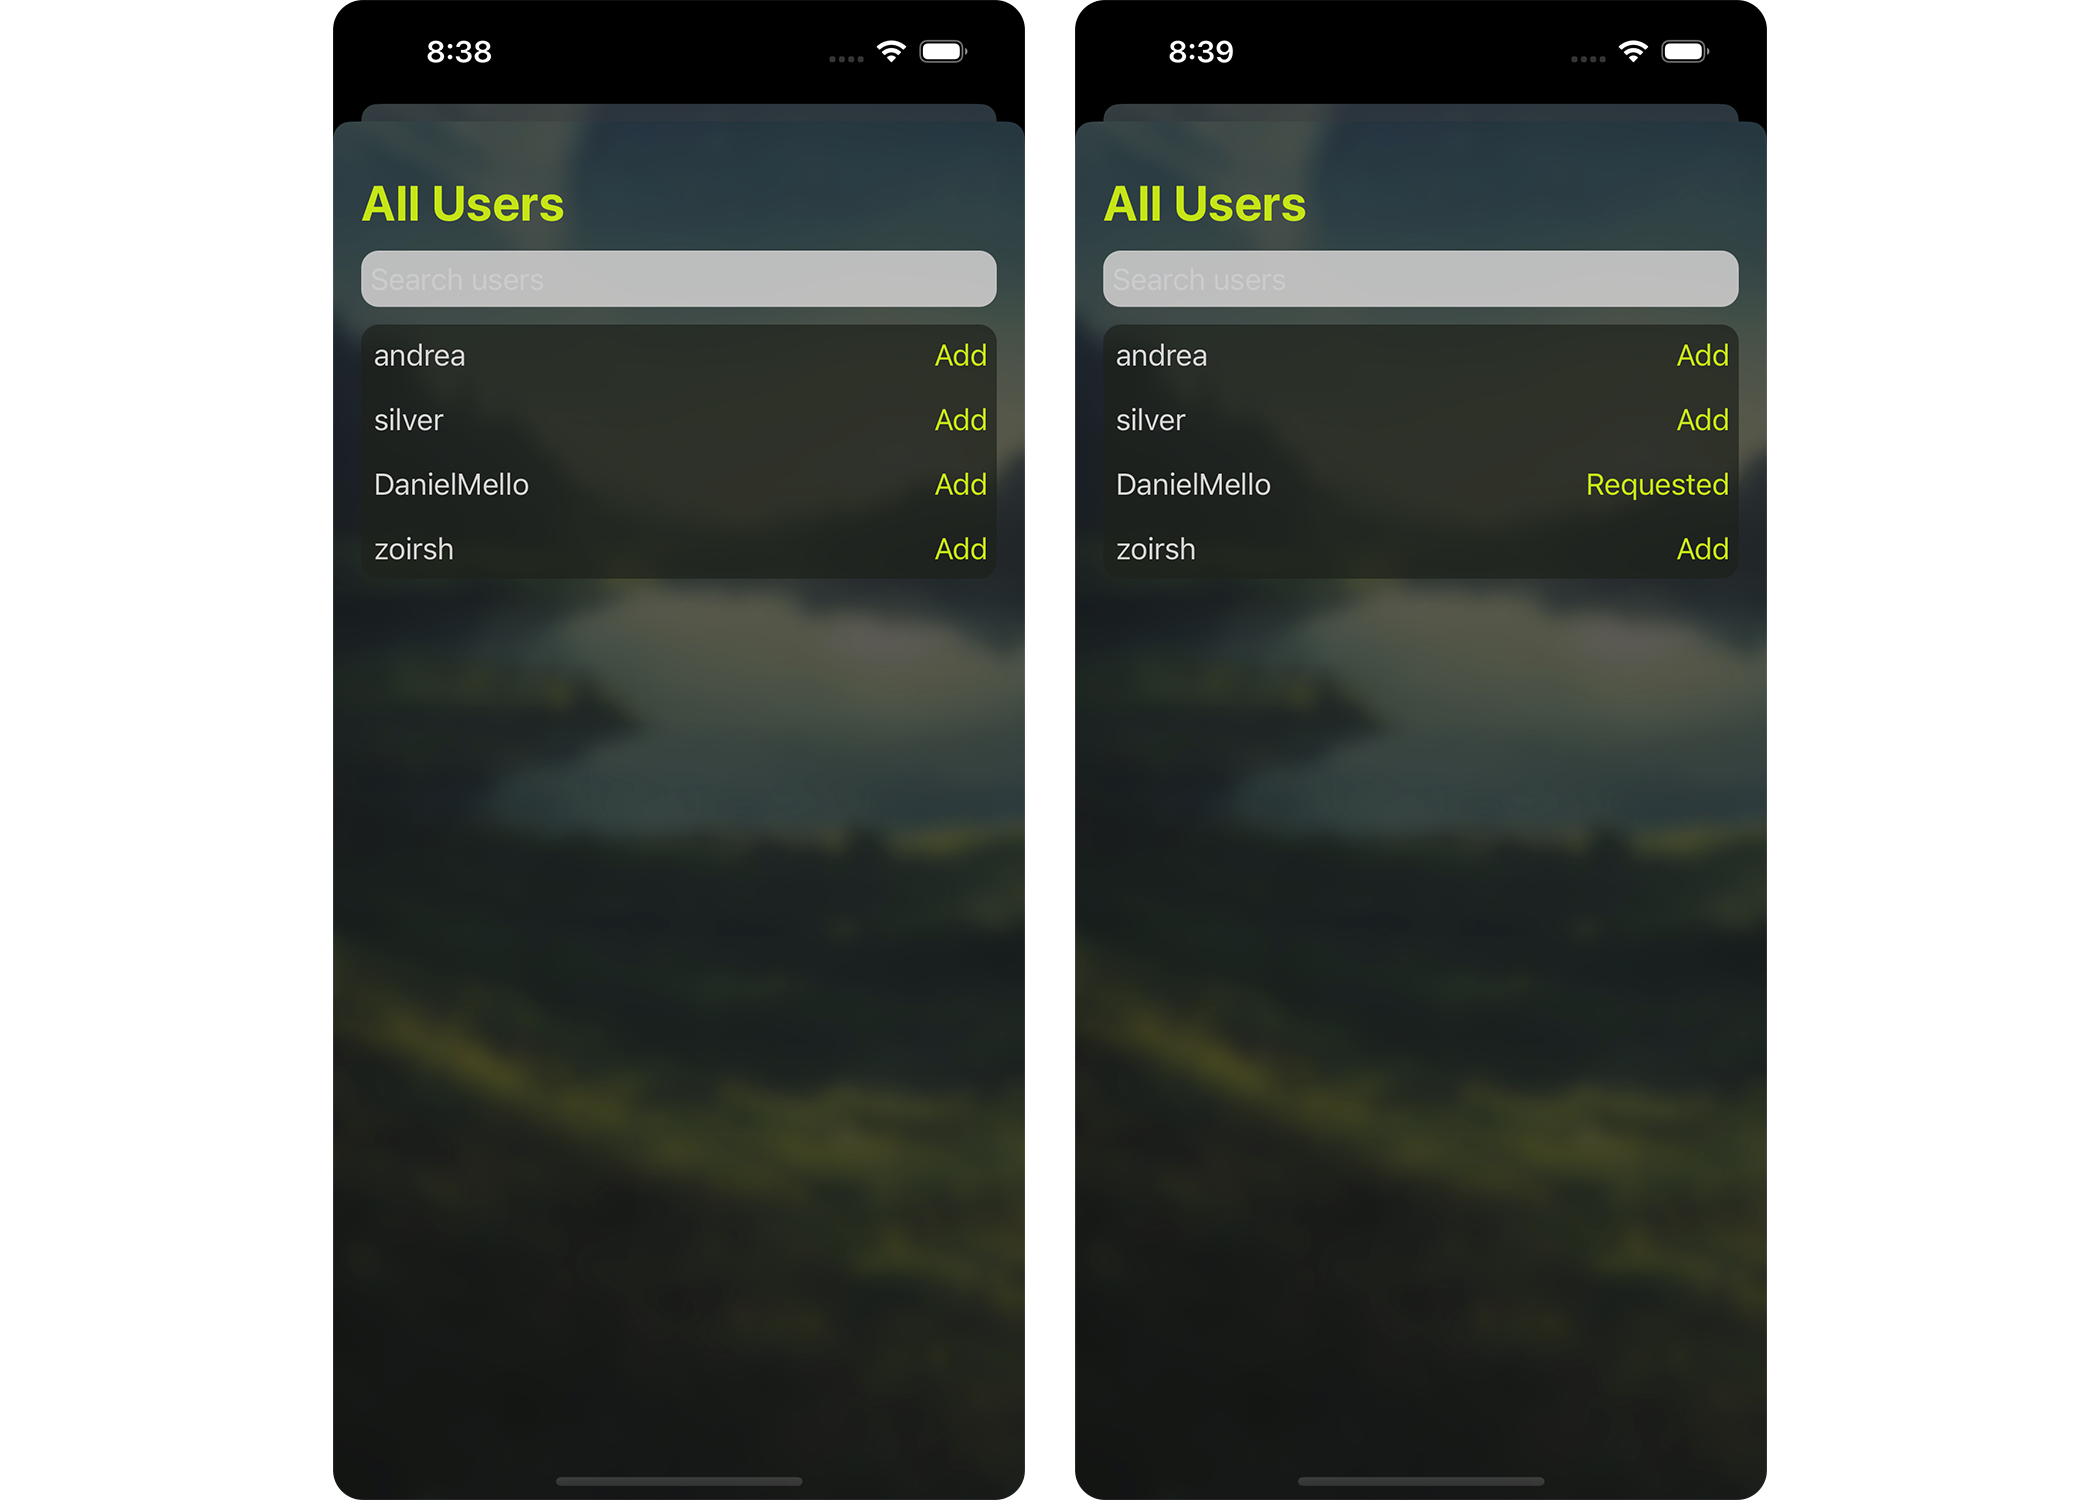 8:38
All Users
Search users
andrea Add
silver Add
DanielMello Add
zoirsh Add
8:39
All Users
Search users
andrea Add
silver Add
DanielMello Requested
zoirsh Add